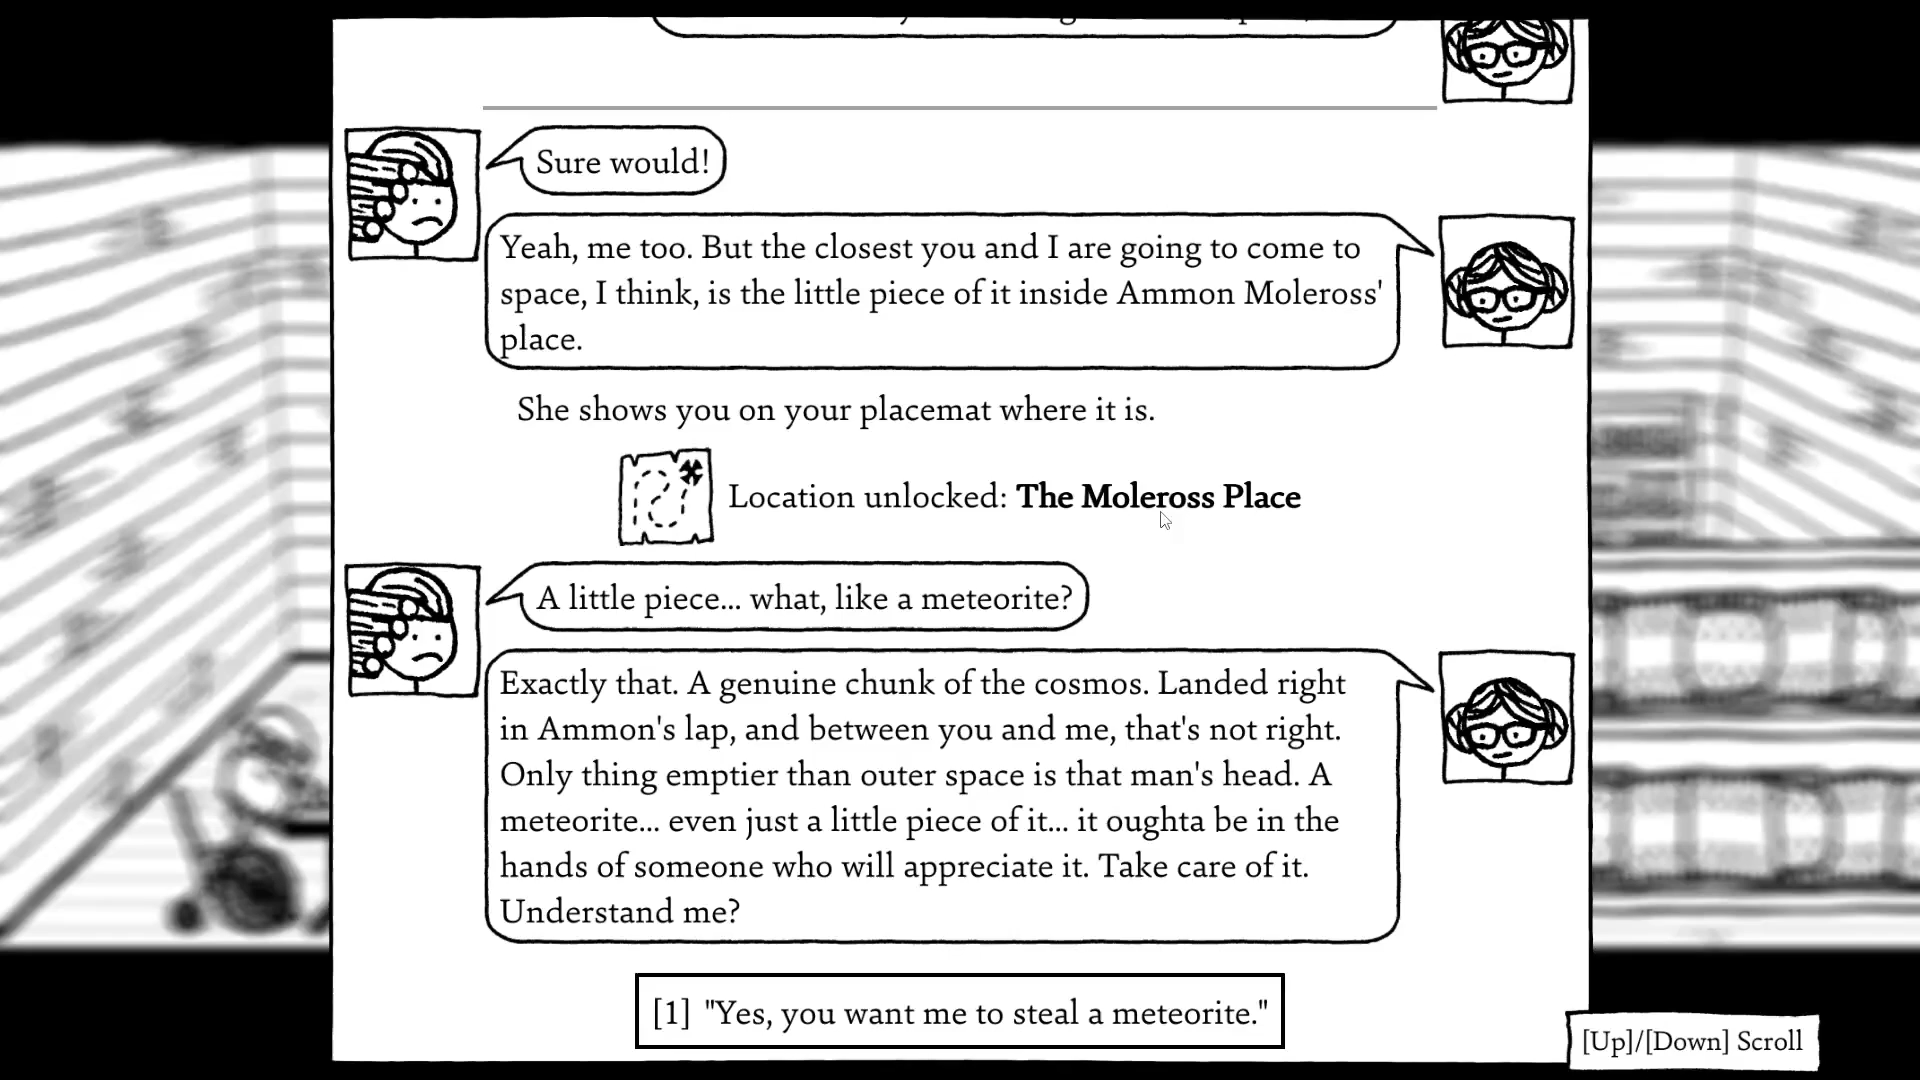 Sure would!
Yeah, me too. But the closest you and I are going to come to
space, I think, is the little piece of it inside Ammon Moleross'
place.
She shows you on your placemat where it is.
Location unlocked: The Moleross Place
A little piece... what, like a meteorite?
Exactly that. A genuine chunk of the cosmos. Landed right
in Ammon's lap, and between you and me, that's not right.
Only thing emptier than outer space is that man's head. A
meteorite... even just a little piece of it... it oughta be in the
hands of someone who will appreciate it. Take care of it.
Understand me?
[1] "Yes, you want me to steal a meteorite."
[Up]/[Down] Scroll